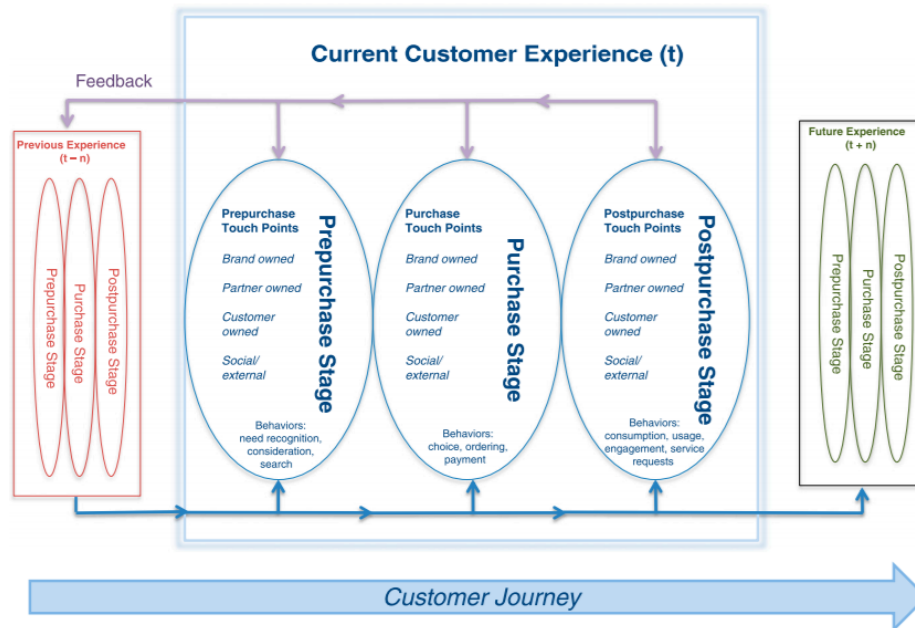 Current Customer Experience (t)
Feedback
Previous Experience
(t – n)
Prepurchase Stage
Purchase Stage
Postpurchase Stage
Prepurchase
Touch Points
Brand owned
Partner owned
Customer
owned
Social/
external
Prepurchase Stage
Behaviors:
need recognition,
consideration,
search
Purchase
Touch Points
Brand owned
Partner owned
Customer
owned
Social/
external
Purchase Stage
Behaviors:
choice, ordering,
payment
Postpurchase
Touch Points
Brand owned
Partner owned
Customer
owned
Social/
external
Postpurchase Stage
Behaviors:
consumption, usage,
engagement, service
requests
Future Experience
(t + n)
Prepurchase Stage
Purchase Stage
Postpurchase Stage
Customer Journey